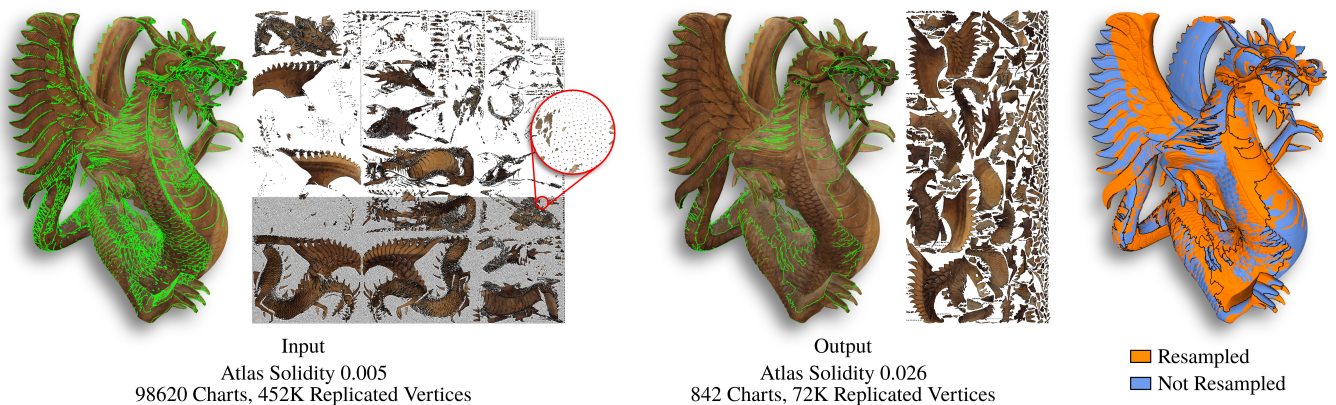 Input
Atlas Solidity 0.005
98620 Charts, 452K Replicated Vertices
Output
Atlas Solidity 0.026
842 Charts, 72K Replicated Vertices
Resampled
Not Resampled